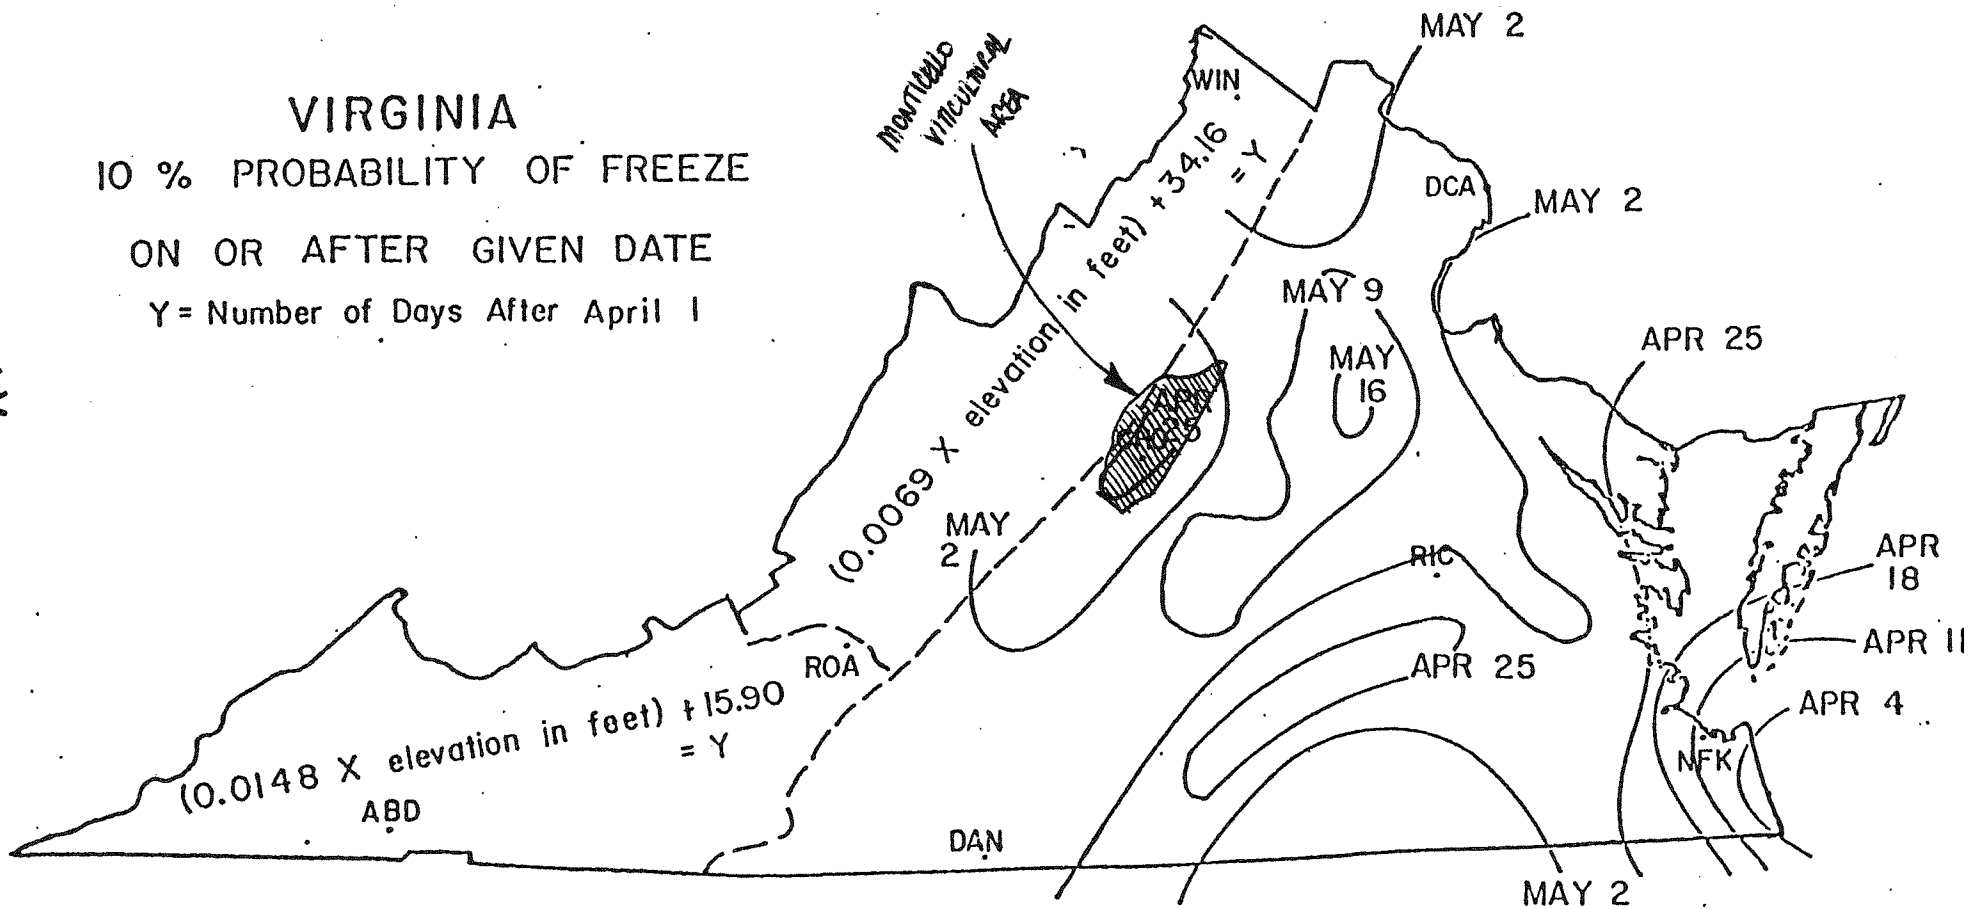 VIRGINIA
10 % PROBABILITY OF FREEZE
ON OR AFTER GIVEN DATE
Y = Number of Days After April 1
MONTICELLO
VITICULTURAL
AREA
MAY 2
WIN
(0.0069 X elevation in feet) + 34.16
= Y
DCA
MAY 2
MAY 9
MAY
16
APR 25
MAY
2
RIC
APR
18
APR 11
ROA
APR 25
APR 4
(0.0148 X elevation in feet) + 15.90
= Y
NFK
ABD
DAN
MAY 2